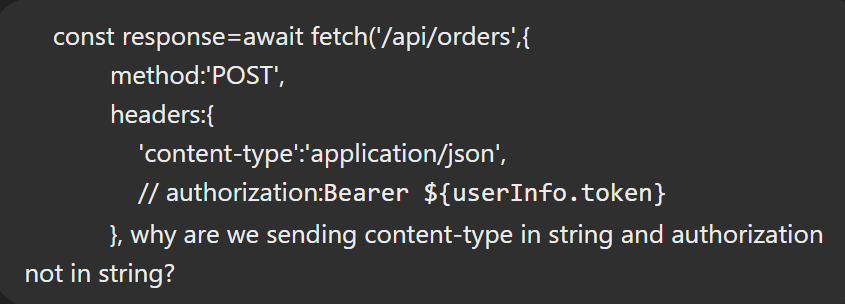 const response=await fetch('/api/orders',{
method:'POST',
headers:{
'content-type':'application/json',
// authorization:Bearer ${userInfo.token}
}, why are we sending content-type in string and authorization
not in string?